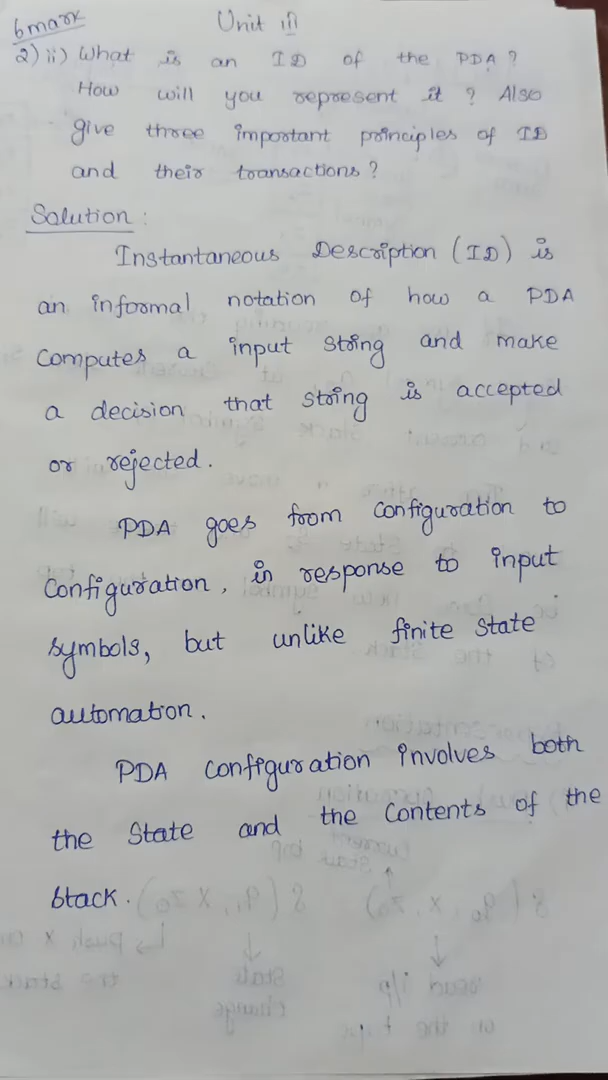 6mark
Unit III
2) ii) What is an ID of the PDA?
How will you represent it? Also
give three important principles of ID
and their transactions?
Solution:
Instantaneous Description (ID) is
an informal notation of how a PDA
Computes a input string and make
a decision that string is accepted
or rejected.
PDA goes from configuration to
Configuration, in response to input
symbols, but unlike finite state
automation.
PDA configuration involves both
the state and the contents of the
stack.